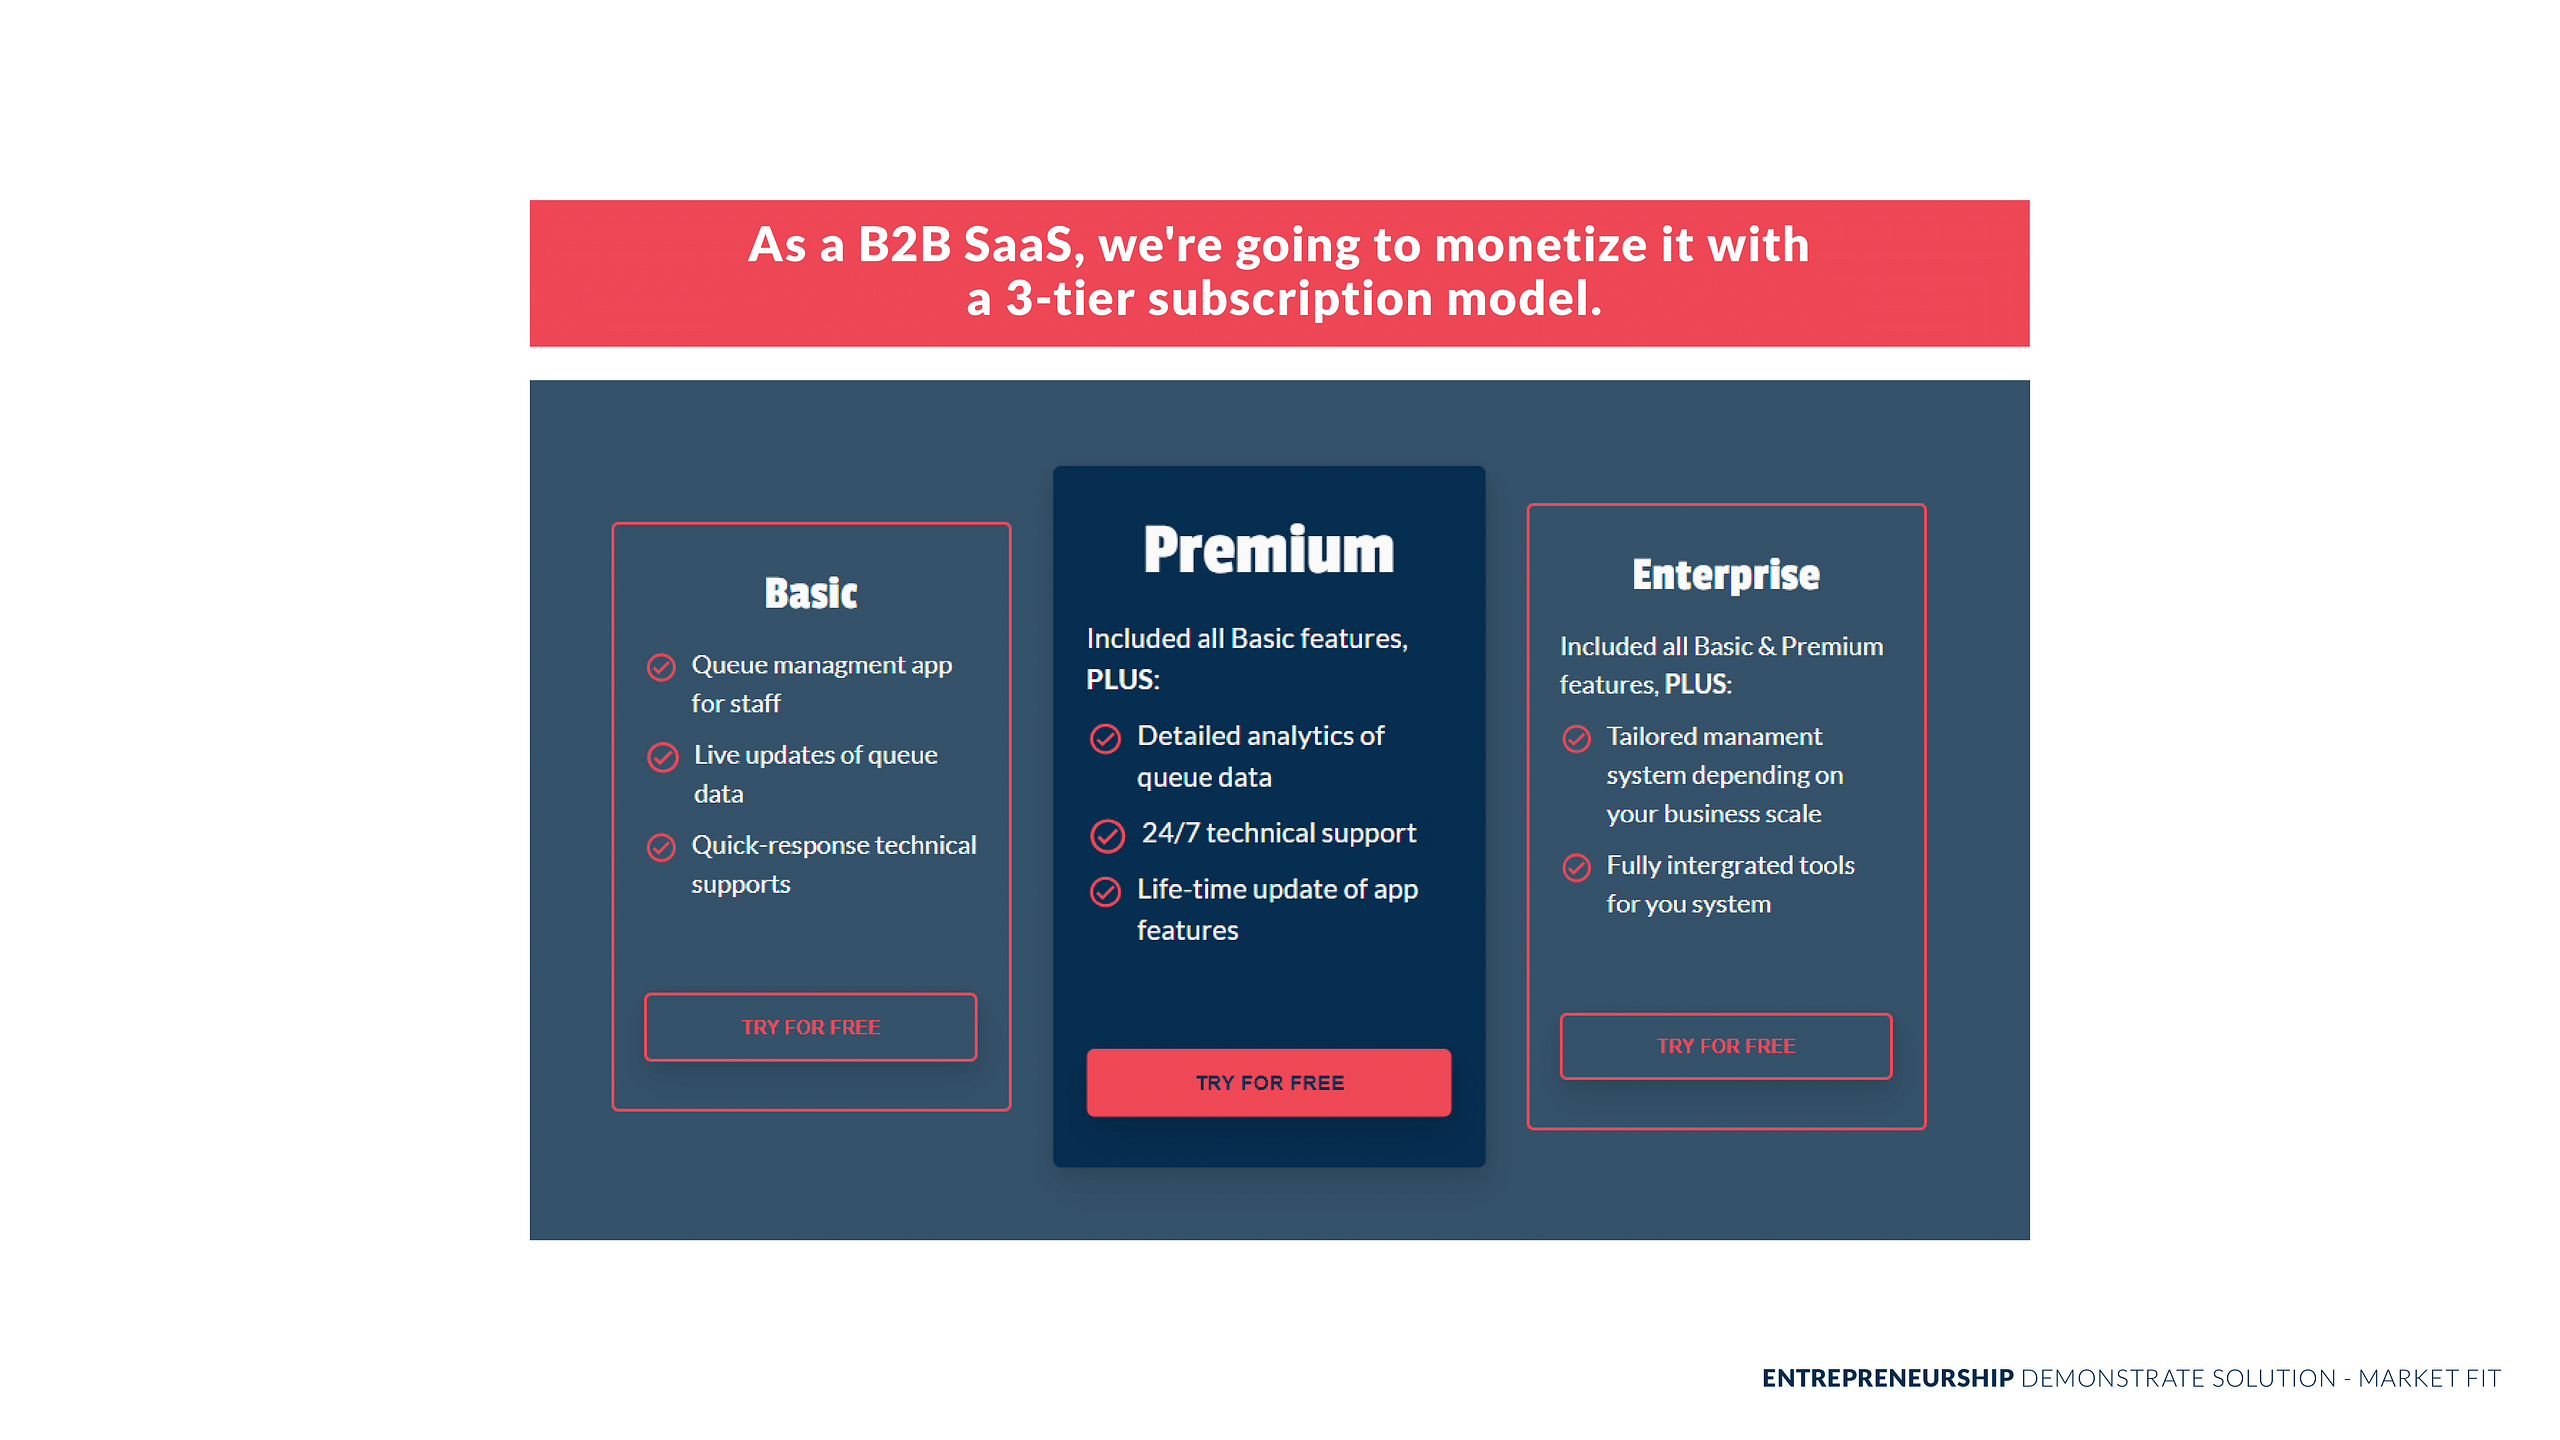 As a B2B SaaS, we're going to monetize it with
a 3-tier subscription model.
Basic
Queue managment app
for staff
Live updates of queue
data
Quick-response technical
supports
TRY FOR FREE
Premium
Included all Basic features,
PLUS:
Detailed analytics of
queue data
24/7 technical support
Life-time update of app
features
TRY FOR FREE
Enterprise
Included all Basic & Premium
features, PLUS:
Tailored manament
system depending on
your business scale
Fully intergrated tools
for you system
TRY FOR FREE
ENTREPRENEURSHIP DEMONSTRATE SOLUTION - MARKET FIT